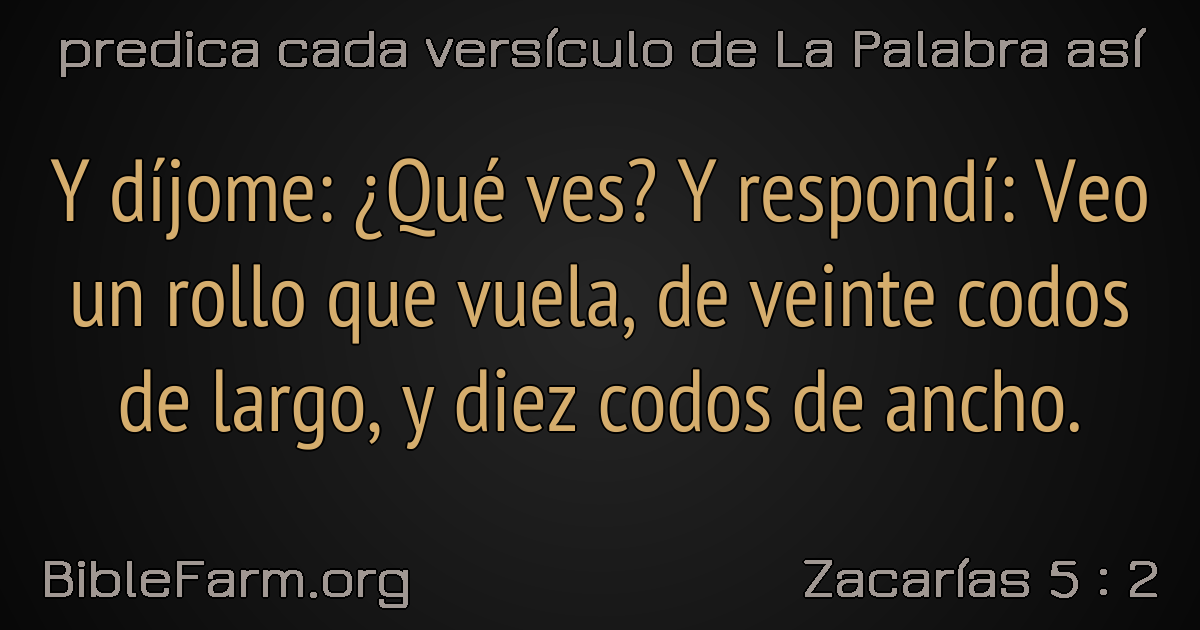 predica cada versículo de La Palabra así
Y díjome: ¿Qué ves? Y respondí: Veo
un rollo que vuela, de veinte codos
de largo, y diez codos de ancho.
BibleFarm.org
Zacarías 5 : 2